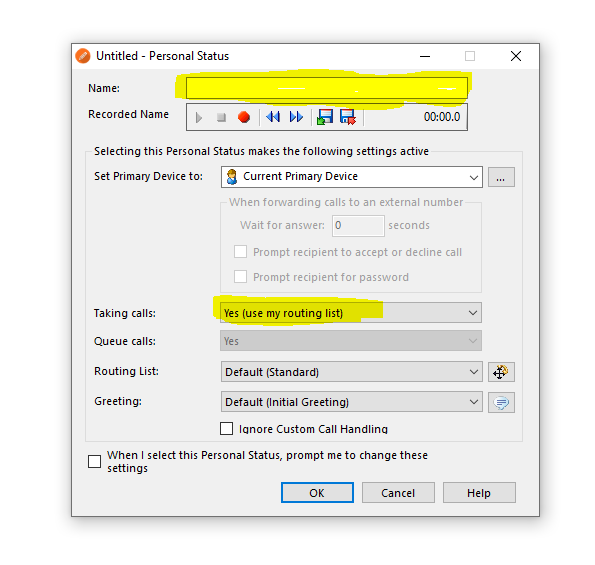 Untitled - Personal Status
Name:
Recorded Name
00:00.0
Selecting this Personal Status makes the following settings active
Set Primary Device to: Current Primary Device ...
When forwarding calls to an external number
Wait for answer: 0 seconds
Prompt recipient to accept or decline call
Prompt recipient for password
Taking calls: Yes (use my routing list)
Queue calls: Yes
Routing List: Default (Standard)
Greeting: Default (Initial Greeting)
Ignore Custom Call Handling
When I select this Personal Status, prompt me to change these
settings
OK Cancel Help